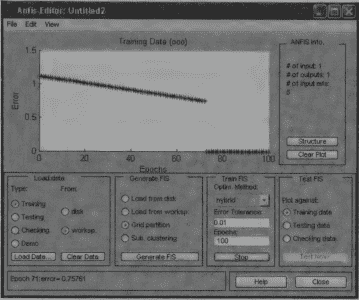 Anfis Editor: Untitled2
File Edit View
Training Data (ooo)
ANFIS info.
1.5
1
0.5
0
Error
0 20 40 60 80 100
Epochs
# of input: 1
# of outputs: 1
# of input mfs:
Structure
Clear Plot
Load data
Type: From:
Training
Testing
Checking
Demo
disk
worksp.
Load Data...
Clear Data
Generate FIS
Load from disk
Load from worksp.
Grid partition
Sub. clustering
Generate FIS ...
Train FIS
Optim. Method:
hybrid
Error Tolerance:
0.01
Epochs:
100
Stop
Test FIS
Plot against:
Training data
Testing data
Checking data
Test Now
Epoch 71:error= 0.75761
Help
Close